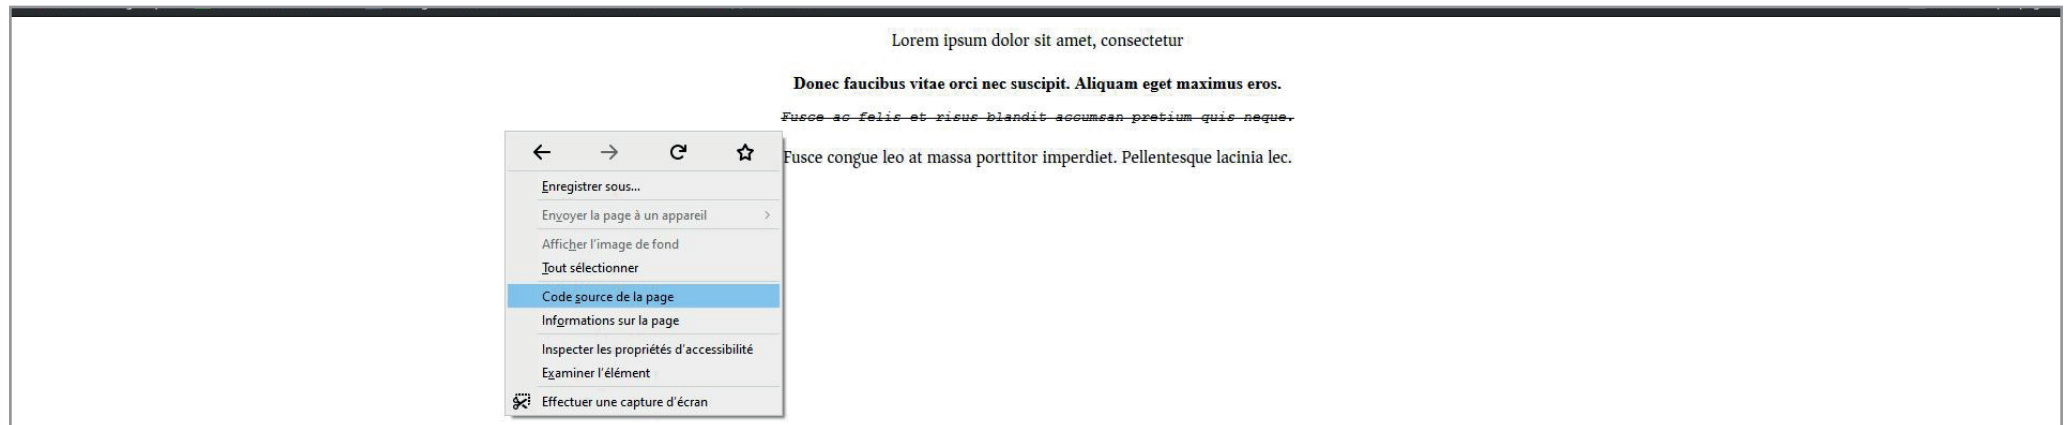 Lorem ipsum dolor sit amet, consectetur
Donec faucibus vitae orci nec suscipit. Aliquam eget maximus eros.
Fusce ac felis et risus blandit accumsan pretium quis neque.
Fusce congue leo at massa porttitor imperdiet. Pellentesque lacinia lec.
Enregistrer sous...
Envoyer la page à un appareil
Afficher l'image de fond
Tout sélectionner
Code source de la page
Informations sur la page
Inspecter les propriétés d'accessibilité
Examiner l'élément
Effectuer une capture d'écran